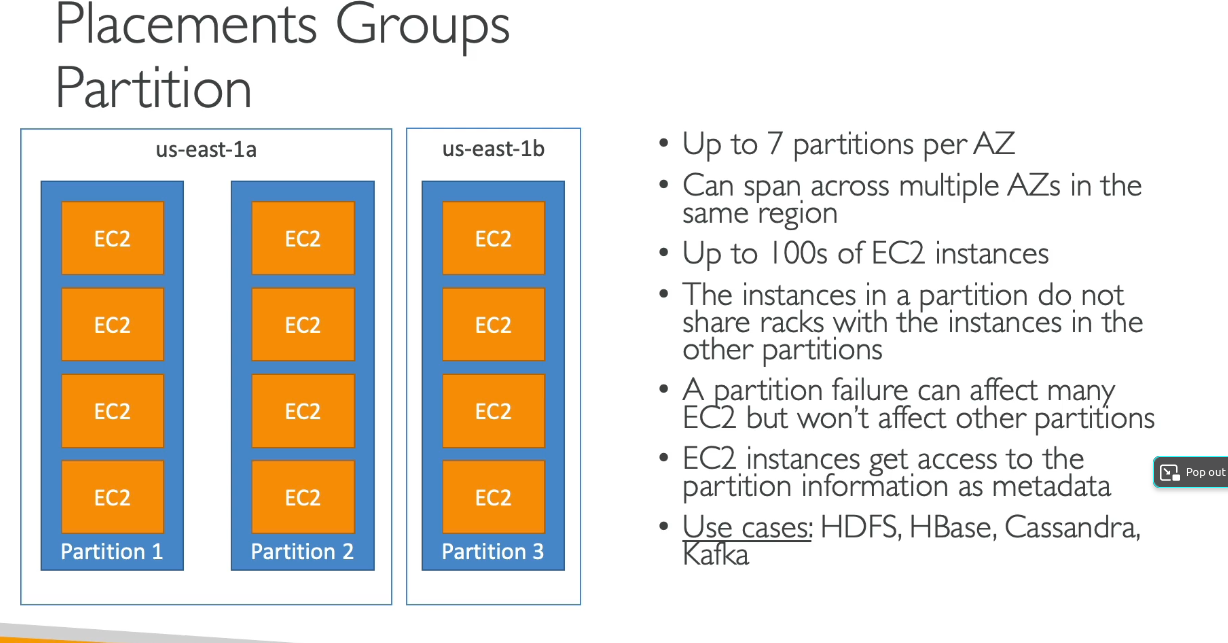 Placements Groups
Partition
us-east-1a
us-east-1b
EC2
EC2
EC2
EC2
Partition 1
EC2
EC2
EC2
EC2
Partition 2
EC2
EC2
EC2
EC2
Partition 3
• Up to 7 partitions per AZ
• Can span across multiple AZs in the
same region
• Up to 100s of EC2 instances
• The instances in a partition do not
share racks with the instances in the
other partitions
• A partition failure can affect many
EC2 but won’t affect other partitions
• EC2 instances get access to the
partition information as metadata
• Use cases: HDFS, HBase, Cassandra,
Kafka
Pop out